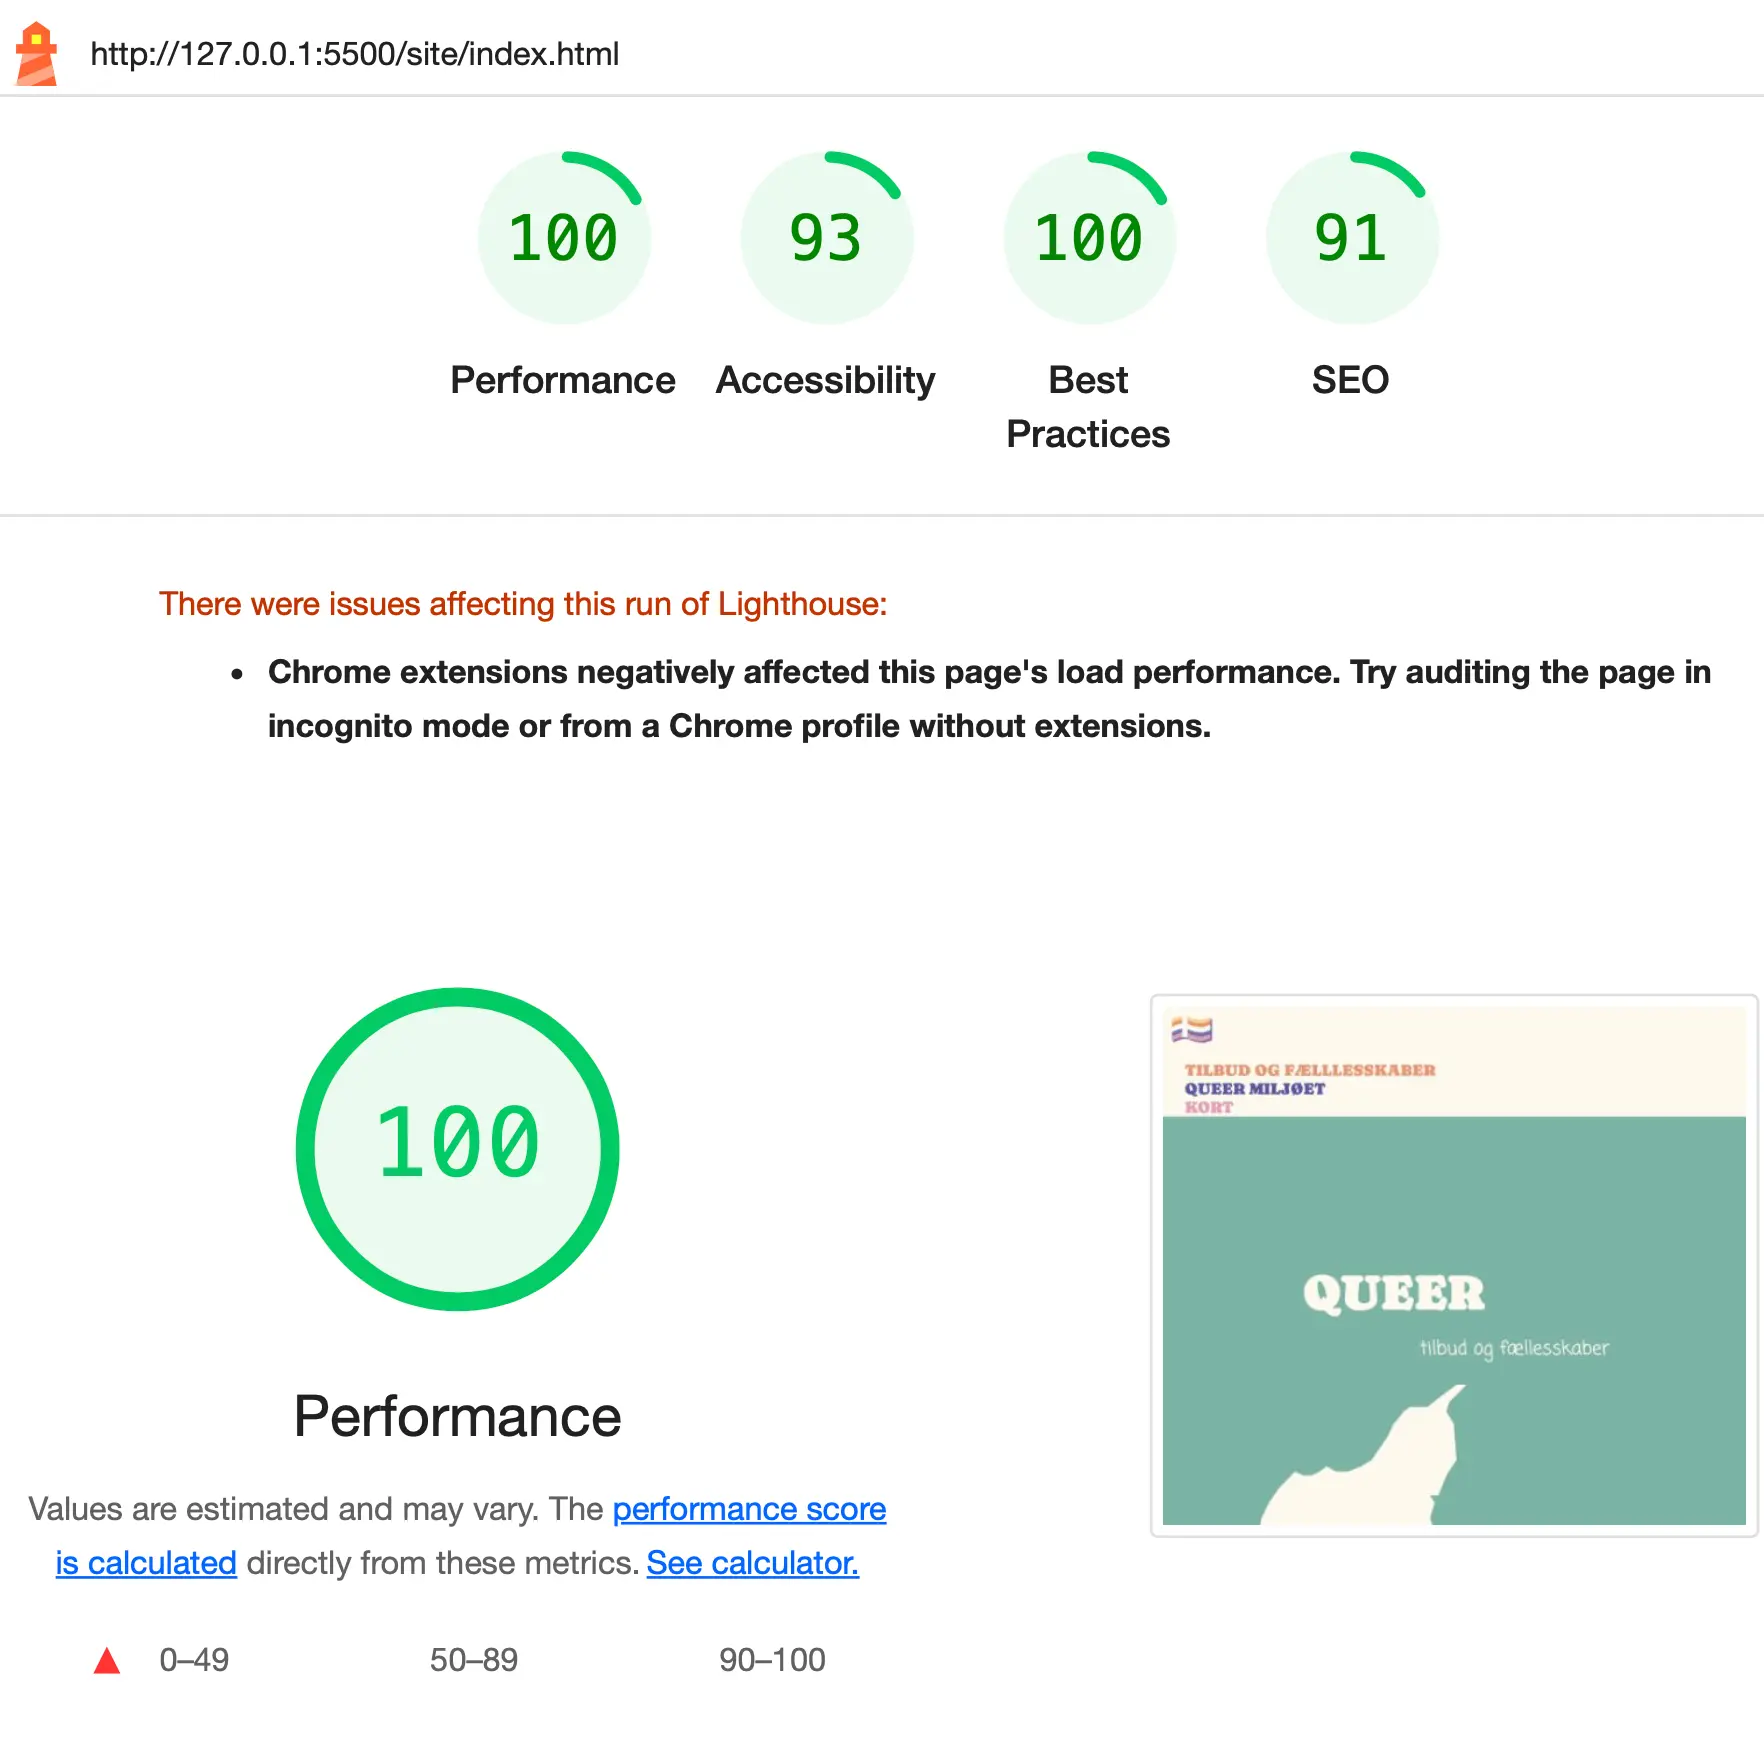 http://127.0.0.1:5500/site/index.html
100
93
100
91
Performance
Accessibility
Best
Practices
SEO
There were issues affecting this run of Lighthouse:
• Chrome extensions negatively affected this page's load performance. Try auditing the page in
incognito mode or from a Chrome profile without extensions.
100
Performance
Values are estimated and may vary. The performance score
is calculated directly from these metrics. See calculator.
0–49
50–89
90–100
TILBUD OG FÆLLLESSKABER
QUEER MILJØET
KORT
QUEER
tilbud og fællesskaber